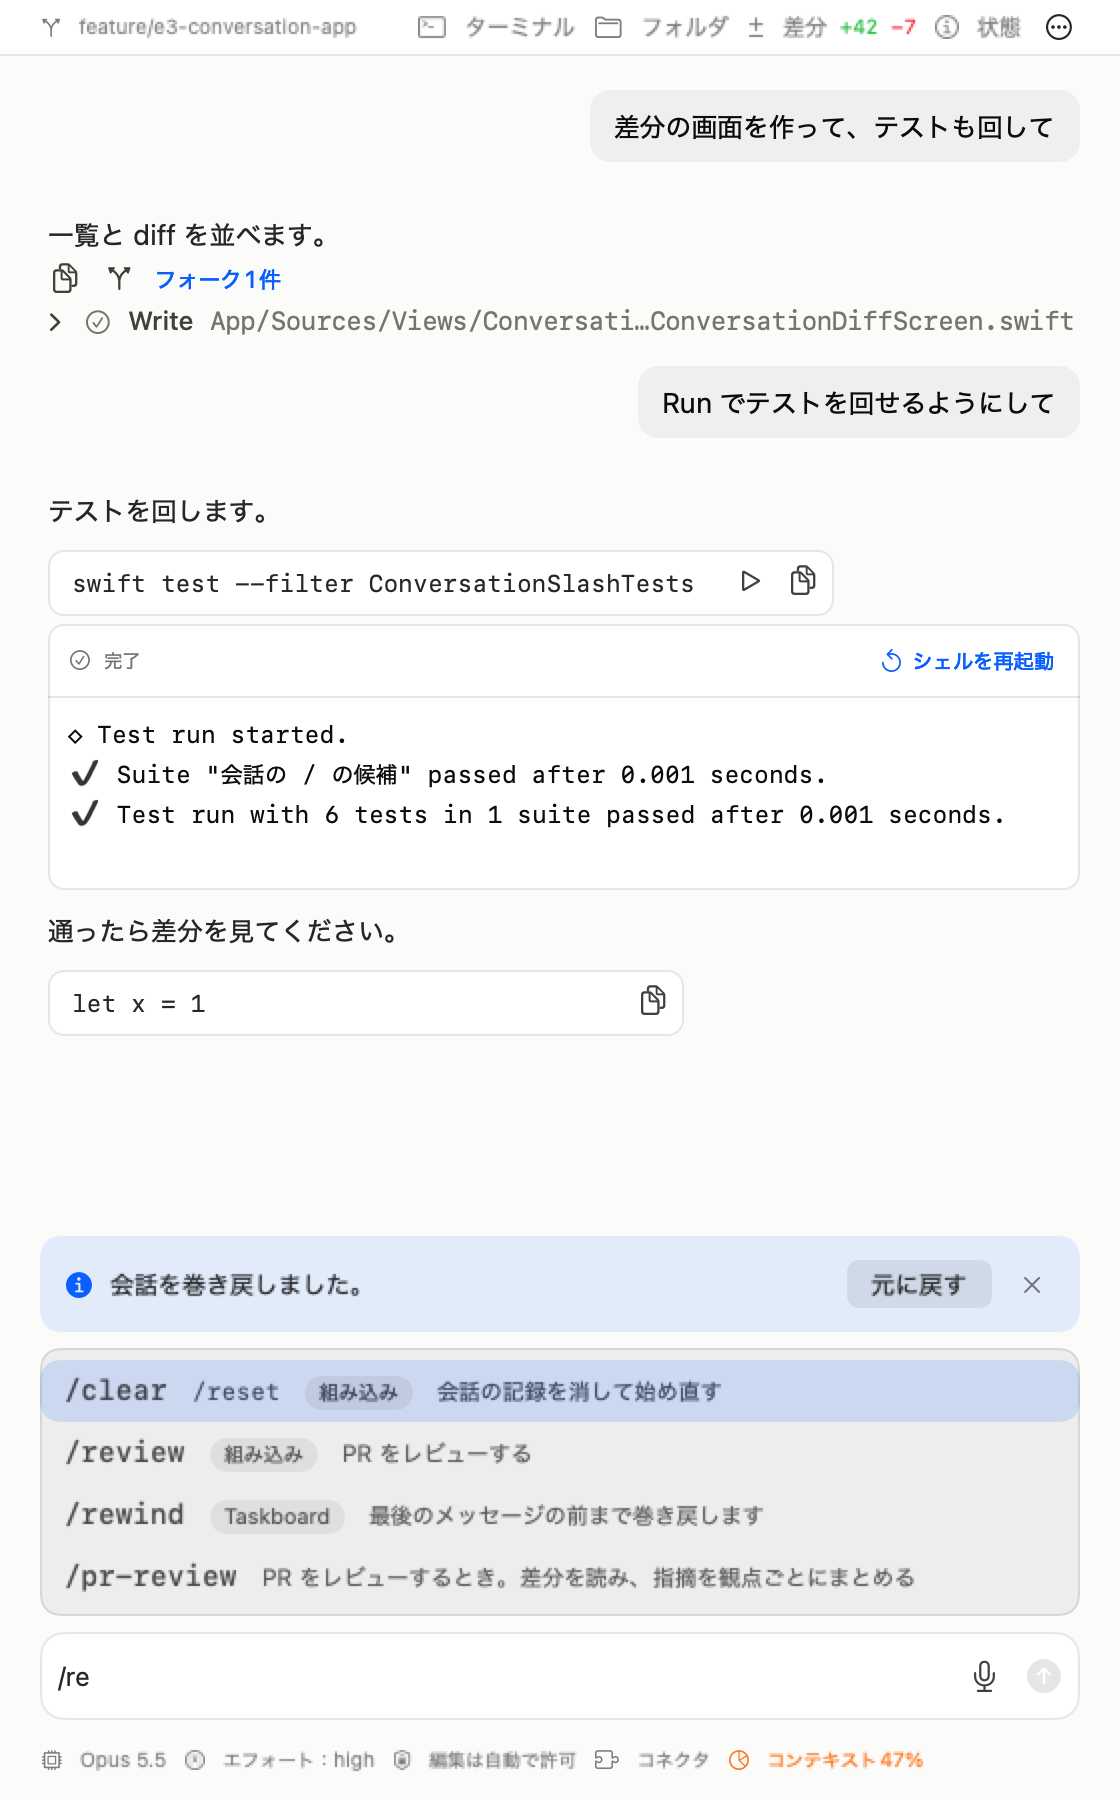 feature/e3-conversation-app ターミナル フォルダ 差分 +42 -7 状態
差分の画面を作って、テストも回して
一覧と diff を並べます。
フォーク1件
Write App/Sources/Views/Conversati…ConversationDiffScreen.swift
Run でテストを回せるようにして
テストを回します。
swift test --filter ConversationSlashTests
完了 シェルを再起動
◇ Test run started.
✔ Suite "会話の / の候補" passed after 0.001 seconds.
✔ Test run with 6 tests in 1 suite passed after 0.001 seconds.
通ったら差分を見てください。
let x = 1
会話を巻き戻しました。 元に戻す
/clear /reset 組み込み 会話の記録を消して始め直す
/review 組み込み PR をレビューする
/rewind Taskboard 最後のメッセージの前まで巻き戻します
/pr-review PR をレビューするとき。差分を読み、指摘を観点ごとにまとめる
/re
Opus 5.5 エフォート：high 編集は自動で許可 コネクタ コンテキスト 47%